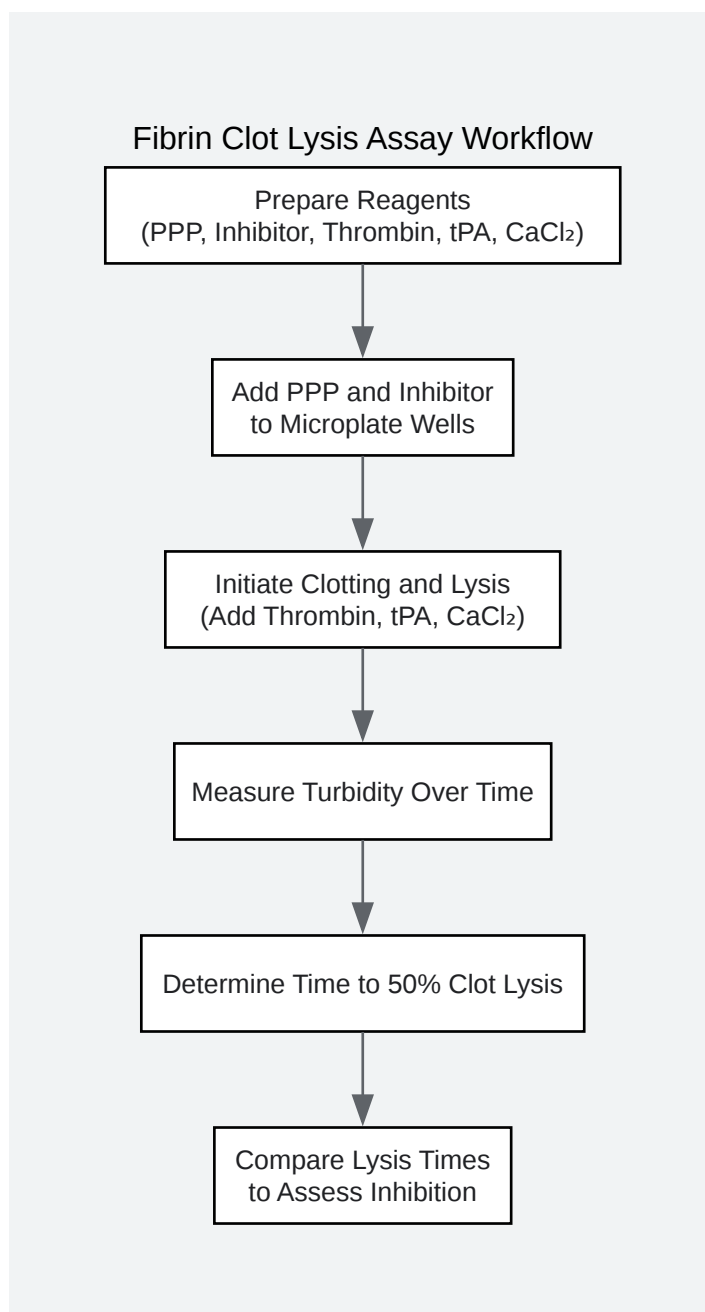 Fibrin Clot Lysis Assay Workflow
Prepare Reagents
(PPP, Inhibitor, Thrombin, tPA, CaCl₂)
Add PPP and Inhibitor
to Microplate Wells
Initiate Clotting and Lysis
(Add Thrombin, tPA, CaCl₂)
Measure Turbidity Over Time
Determine Time to 50% Clot Lysis
Compare Lysis Times
to Assess Inhibition